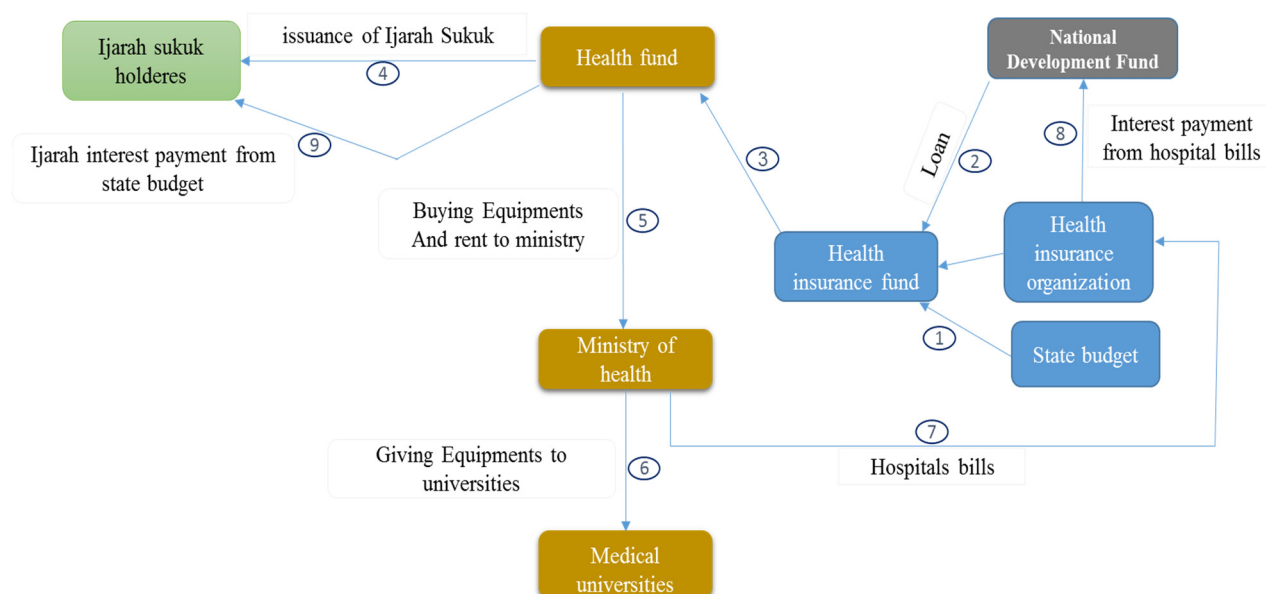 Ijarah sukuk
holderes
issuance of Ijarah Sukuk
4
Health fund
National
Development Fund
9
Ijarah interest payment from
state budget
3
Loan
2
8
Interest payment
from hospital bills
Buying Equipments
And rent to ministry
5
Health
insurance fund
Health
insurance
organization
1
State budget
Ministry of
health
7
Hospitals bills
Giving Equipments to
universities
6
Medical
universities